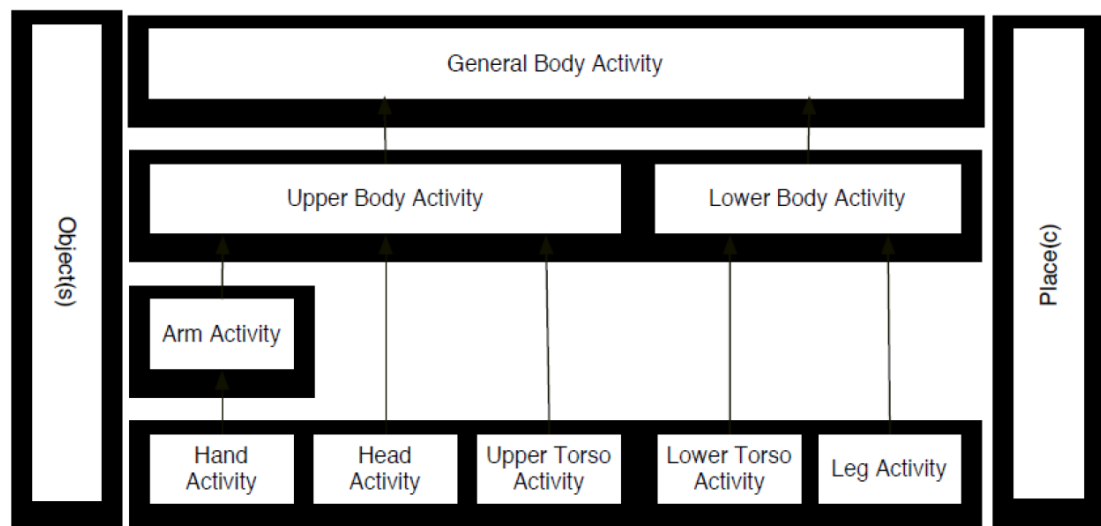 General Body Activity
Upper Body Activity
Lower Body Activity
Object(s)
Place(c)
Arm Activity
Hand
Activity
Head
Activity
Upper Torso
Activity
Lower Torso
Activity
Leg Activity